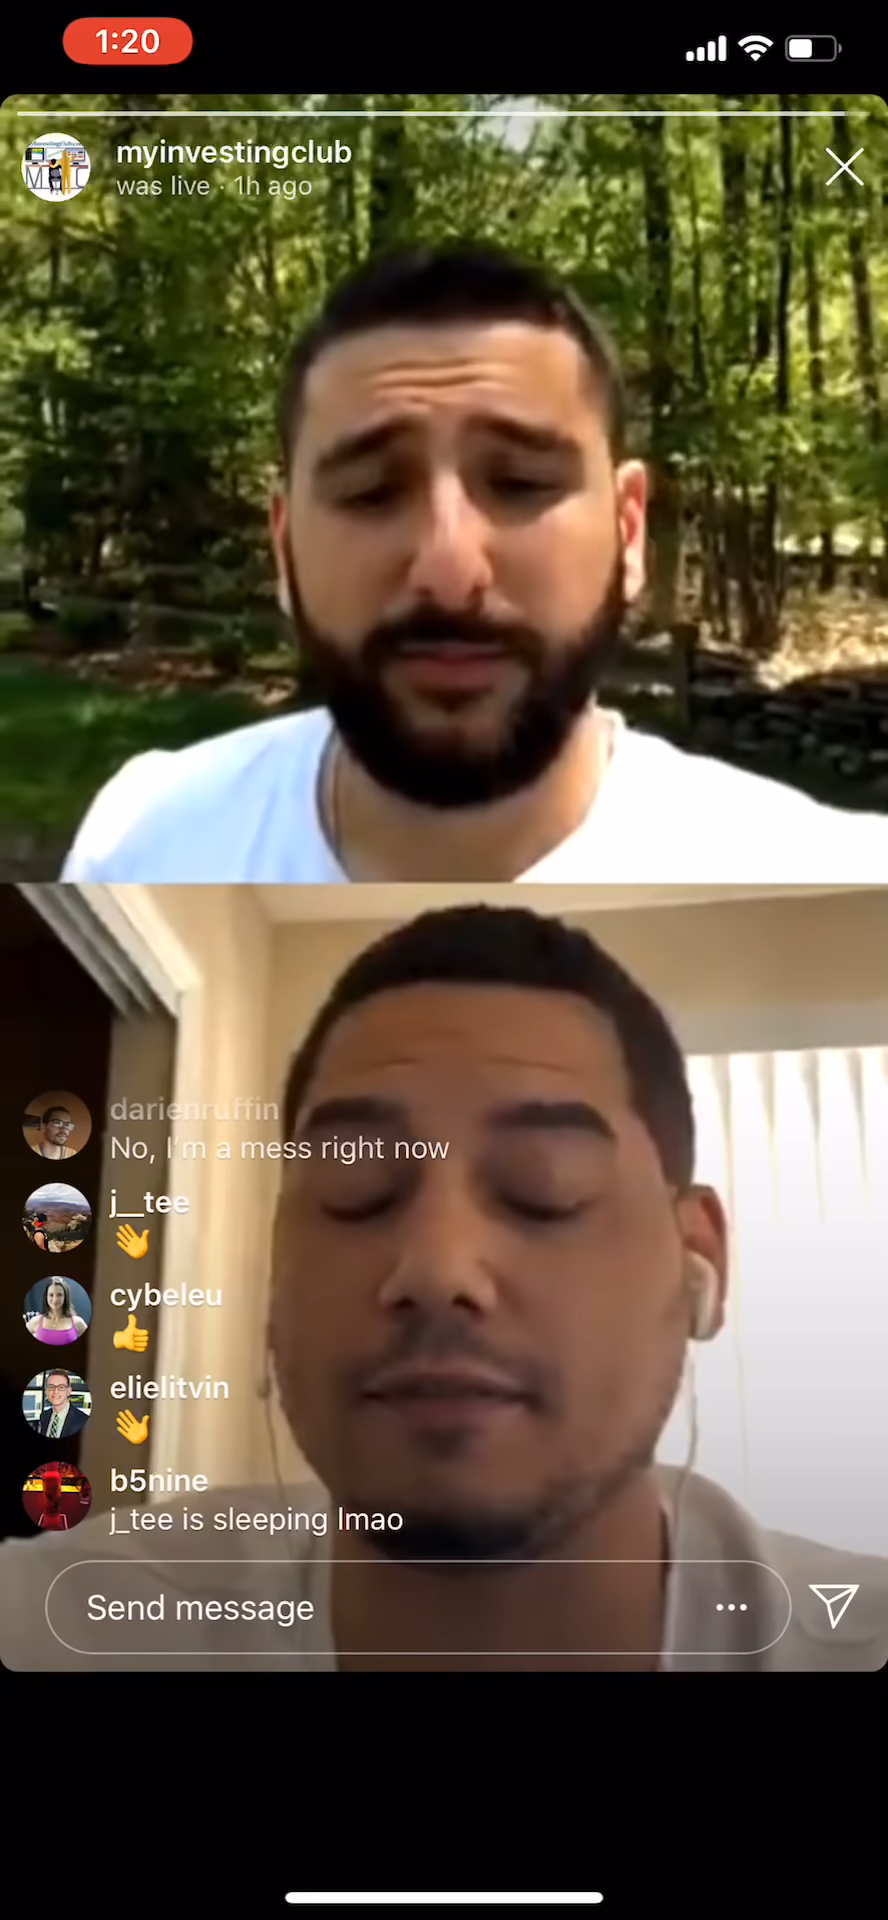 1:20
myinvestingclub
was live · 1h ago
darienruffin
No, I'm a mess right now
j__tee
cybeleu
elielitvin
b5nine
j_tee is sleeping lmao
Send message